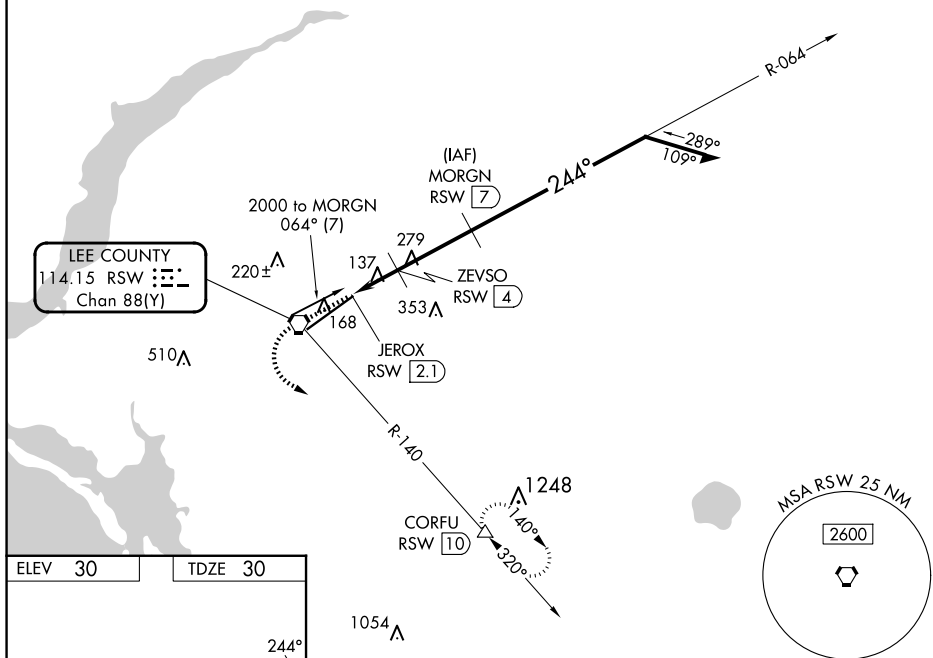 R-064
289°
109°
(IAF)
MORGN
RSW 7
244°
2000 to MORGN
064° (7)
279
LEE COUNTY
114.15 RSW
Chan 88(Y)
220±
137
ZEVSO
RSW 4
353
168
510
JEROX
RSW 2.1
R-140
1248
CORFU
RSW 10
140°
320°
MSA RSW 25 NM
2600
ELEV 30
TDZE 30
1054
244°